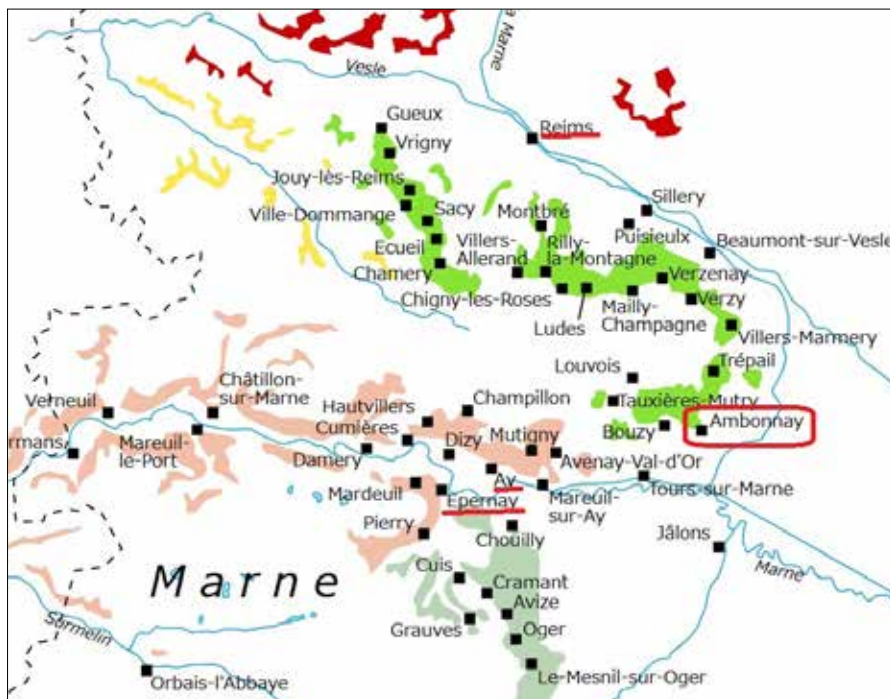 Vesle
a Marne
Gueux
Reims
Vrigny
Jouy-lès-Reims
Sillery
Ville-Dommange
Sacy
Montbré
Puisieulx
Ecueil
Villers-
Allerand
Rilly-
la-Montagne
Beaumont-sur-Vesle
Chamery
Verzenay
Chigny-les-Roses
Ludes
Mailly-
Champagne
Verzy
Villers-Marmery
Louvois
Trépail
Verneuil
Châtillon-
sur-Marne
Hautvillers
Champillon
Tauxières-Mutry
Cumières
Mutigny
Bouzy
Ambonnay
ormans
Mareuil-
le-Port
Damery
Dizy
Avenay-Val-d'Or
Mardeuil
Ay
Epernay
Mareuil-
sur-Ay
Tours-sur-Marne
Pierry
Chouilly
Jâlons
Cuis
Marne
Marne
Cramant
Avize
Grauves
Oger
Surmelin
Le-Mesnil-sur-Oger
Orbais-l'Abbaye